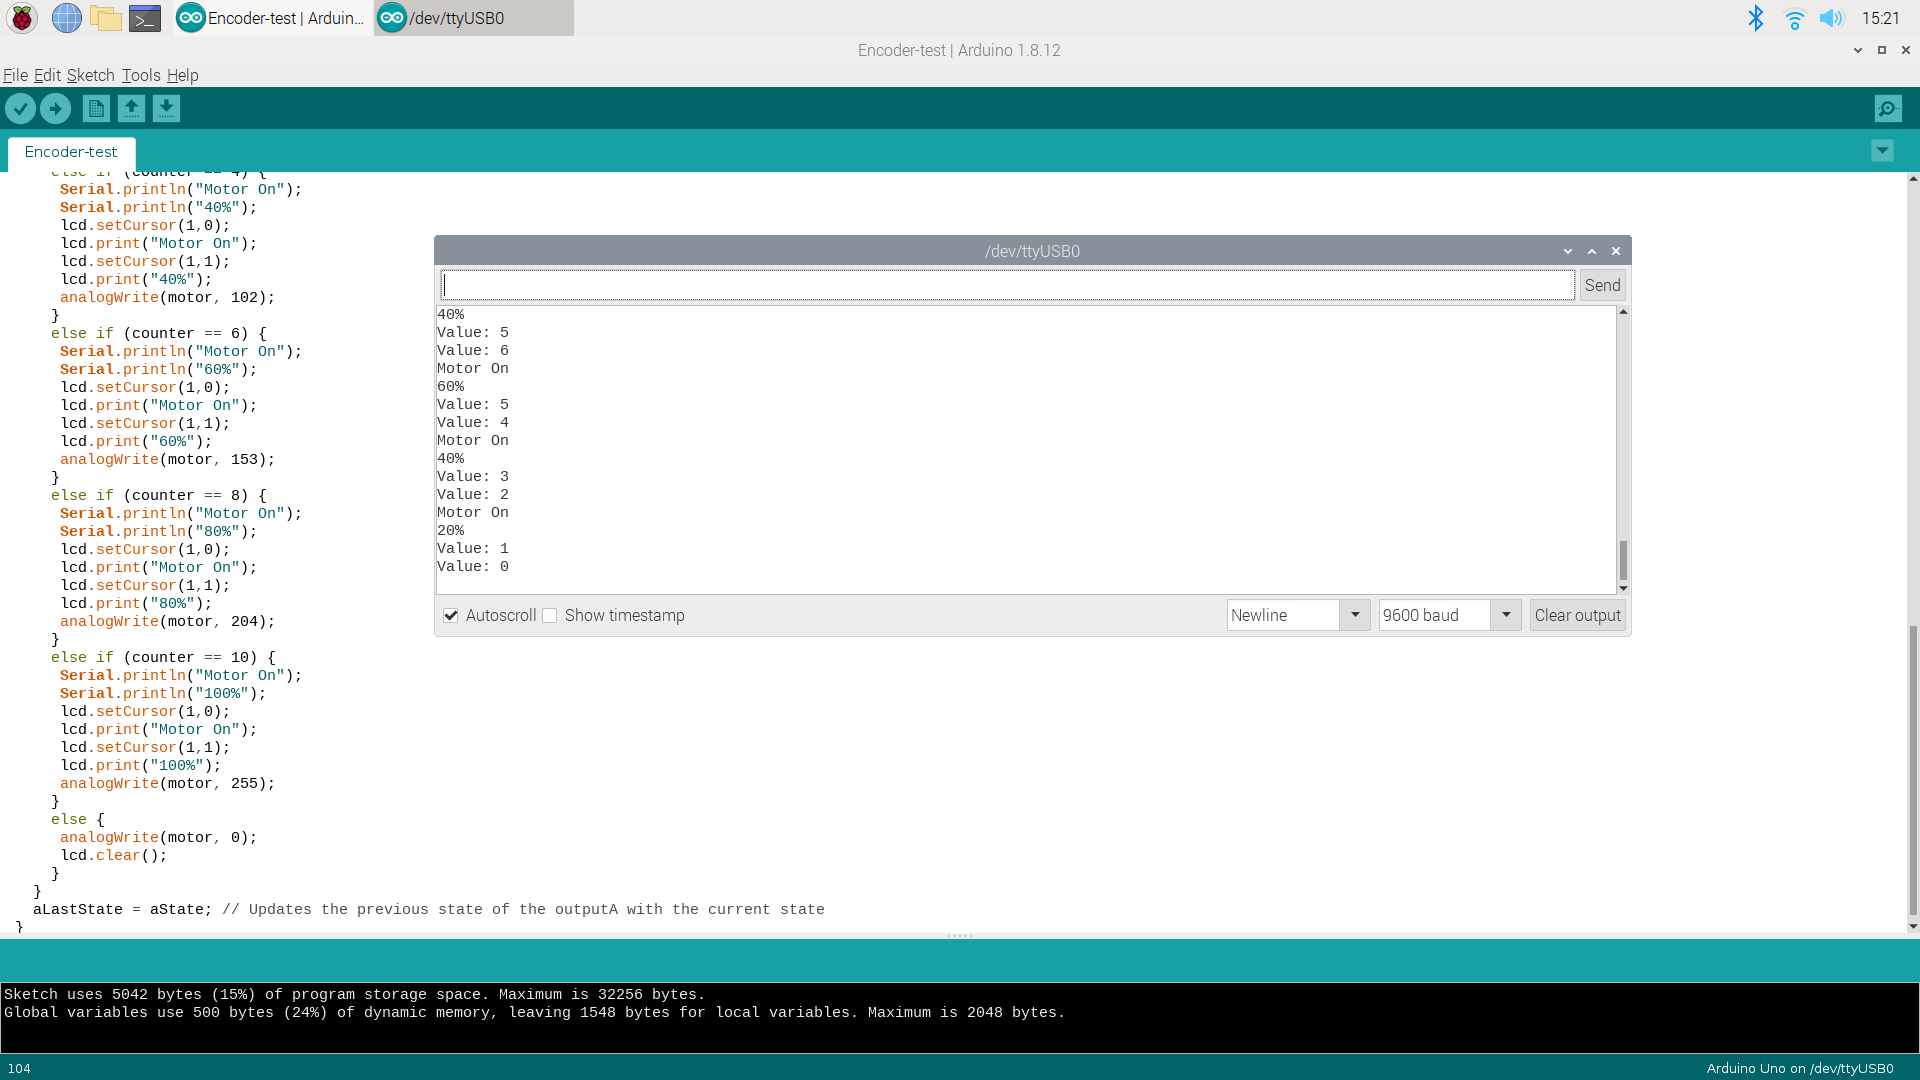 Encoder-test | Arduin...
/dev/ttyUSB0
15:21
Encoder-test | Arduino 1.8.12
File Edit Sketch Tools Help
Encoder-test
else if (counter == 4) {
Serial.println("Motor On");
Serial.println("40%");
lcd.setCursor(1,0);
lcd.print("Motor On");
lcd.setCursor(1,1);
lcd.print("40%");
analogWrite(motor, 102);
}
else if (counter == 6) {
Serial.println("Motor On");
Serial.println("60%");
lcd.setCursor(1,0);
lcd.print("Motor On");
lcd.setCursor(1,1);
lcd.print("60%");
analogWrite(motor, 153);
}
else if (counter == 8) {
Serial.println("Motor On");
Serial.println("80%");
lcd.setCursor(1,0);
lcd.print("Motor On");
lcd.setCursor(1,1);
lcd.print("80%");
analogWrite(motor, 204);
}
else if (counter == 10) {
Serial.println("Motor On");
Serial.println("100%");
lcd.setCursor(1,0);
lcd.print("Motor On");
lcd.setCursor(1,1);
lcd.print("100%");
analogWrite(motor, 255);
}
else {
analogWrite(motor, 0);
lcd.clear();
}
}
aLastState = aState; // Updates the previous state of the outputA with the current state
}
/dev/ttyUSB0
Send
40%
Value: 5
Value: 6
Motor On
60%
Value: 5
Value: 4
Motor On
40%
Value: 3
Value: 2
Motor On
20%
Value: 1
Value: 0
Autoscroll Show timestamp
Newline
9600 baud
Clear output
Sketch uses 5042 bytes (15%) of program storage space. Maximum is 32256 bytes.
Global variables use 500 bytes (24%) of dynamic memory, leaving 1548 bytes for local variables. Maximum is 2048 bytes.
104
Arduino Uno on /dev/ttyUSB0